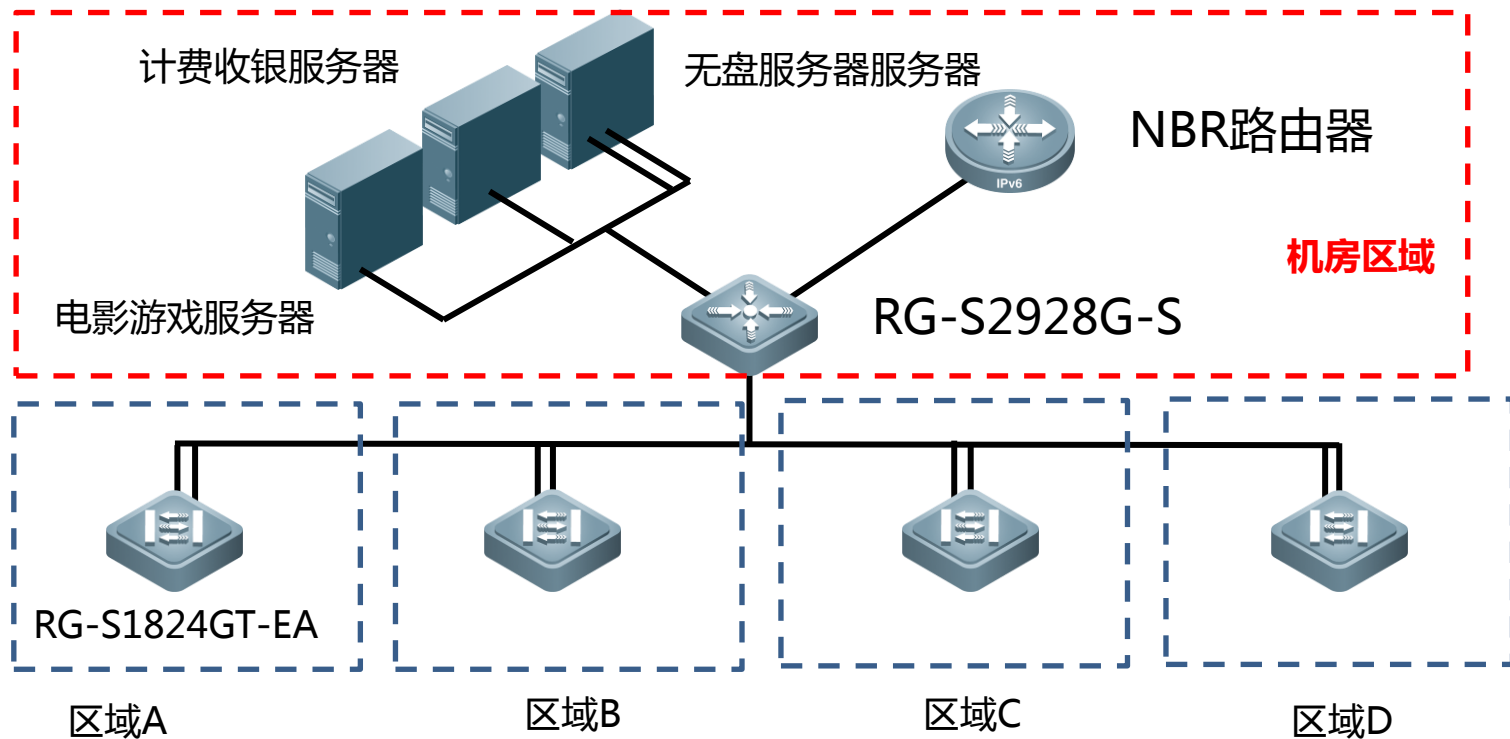 计费收银服务器
无盘服务器服务器
NBR路由器
IPv6
机房区域
电影游戏服务器
RG-S2928G-S
RG-S1824GT-EA
区域A
区域B
区域C
区域D